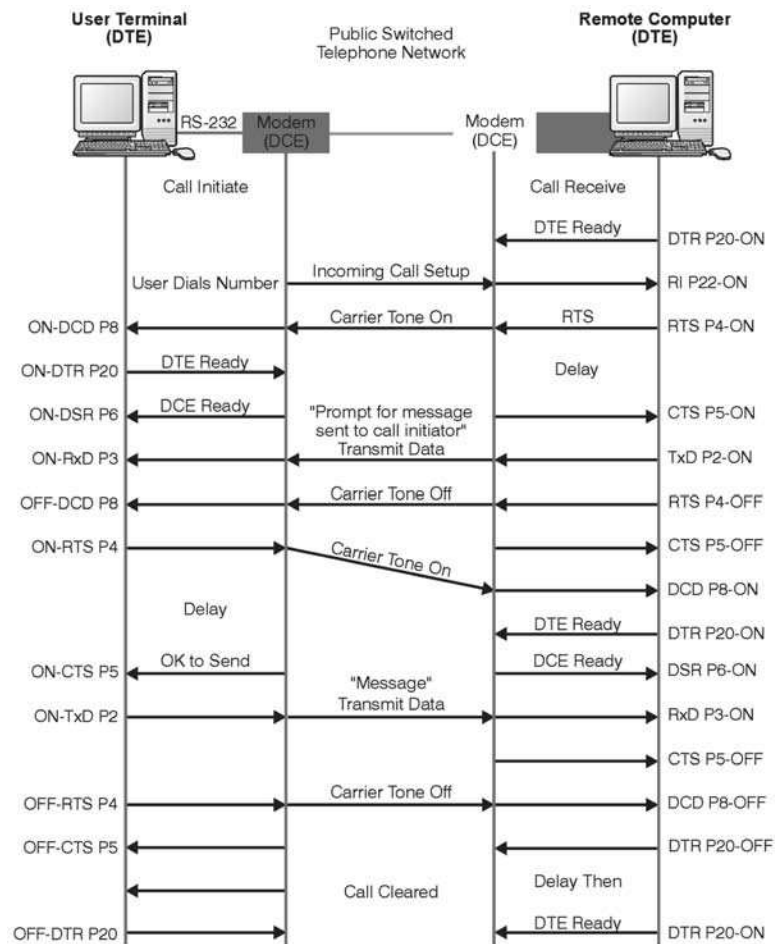 User Terminal
(DTE)
Public Switched
Telephone Network
Remote Computer
(DTE)
RS-232
Modem
(DCE)
Modem
(DCE)
Call Initiate
Call Receive
DTE Ready
DTR P20-ON
User Dials Number
Incoming Call Setup
RI P22-ON
ON-DCD P8
Carrier Tone On
RTS
RTS P4-ON
ON-DTR P20
DTE Ready
Delay
ON-DSR P6
DCE Ready
"Prompt for message
sent to call initiator"
Transmit Data
CTS P5-ON
ON-RxD P3
TxD P2-ON
OFF-DCD P8
Carrier Tone Off
RTS P4-OFF
ON-RTS P4
Carrier Tone On
CTS P5-OFF
DCD P8-ON
Delay
DTE Ready
DTR P20-ON
ON-CTS P5
OK to Send
DCE Ready
DSR P6-ON
"Message"
Transmit Data
ON-TxD P2
RxD P3-ON
CTS P5-OFF
OFF-RTS P4
Carrier Tone Off
DCD P8-OFF
OFF-CTS P5
DTR P20-OFF
Call Cleared
Delay Then
OFF-DTR P20
DTE Ready
DTR P20-ON